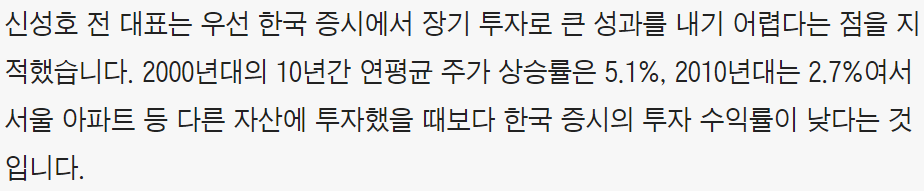 신성호 전 대표는 우선 한국 증시에서 장기 투자로 큰 성과를 내기 어렵다는 점을 지
적했습니다. 2000년대의 10년간 연평균 주가 상승률은 5.1%, 2010년대는 2.7%여서
서울 아파트 등 다른 자산에 투자했을 때보다 한국 증시의 투자 수익률이 낮다는 것
입니다.